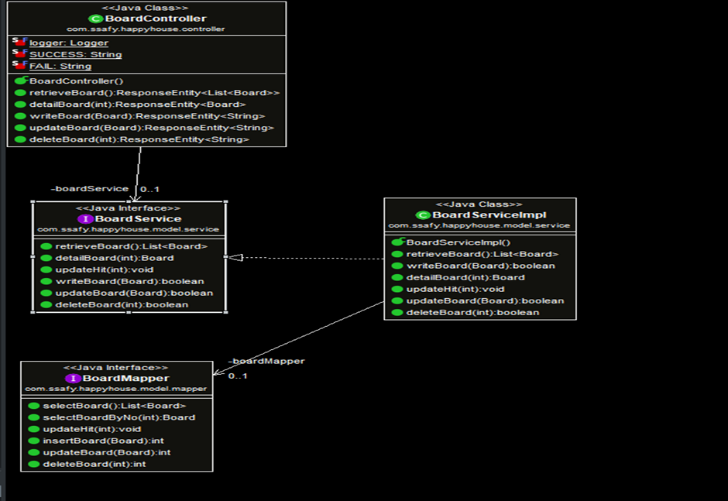 <<Java Class>>
BoardController
com.ssafy.happyhouse.controller
logger: Logger
SUCCESS: String
FAIL: String
BoardController()
retrieveBoard():ResponseEntity<List<Board>>
detailBoard(int):ResponseEntity<Board>
writeBoard(Board):ResponseEntity<String>
updateBoard(Board):ResponseEntity<String>
deleteBoard(int):ResponseEntity<String>
-boardService 0..1
<<Java Interface>>
BoardService
com.ssafy.happyhouse.model.service
retrieveBoard():List<Board>
detailBoard(int):Board
updateHit(int):void
writeBoard(Board):boolean
updateBoard(Board):boolean
deleteBoard(int):boolean
<<Java Class>>
BoardServiceImpl
com.ssafy.happyhouse.model.service
BoardServiceImpl()
retrieveBoard():List<Board>
writeBoard(Board):boolean
detailBoard(int):Board
updateHit(int):void
updateBoard(Board):boolean
deleteBoard(int):boolean
-boardMapper
0..1
<<Java Interface>>
BoardMapper
com.ssafy.happyhouse.model.mapper
selectBoard():List<Board>
selectBoardByNo(int):Board
updateHit(int):void
insertBoard(Board):int
updateBoard(Board):int
deleteBoard(int):int